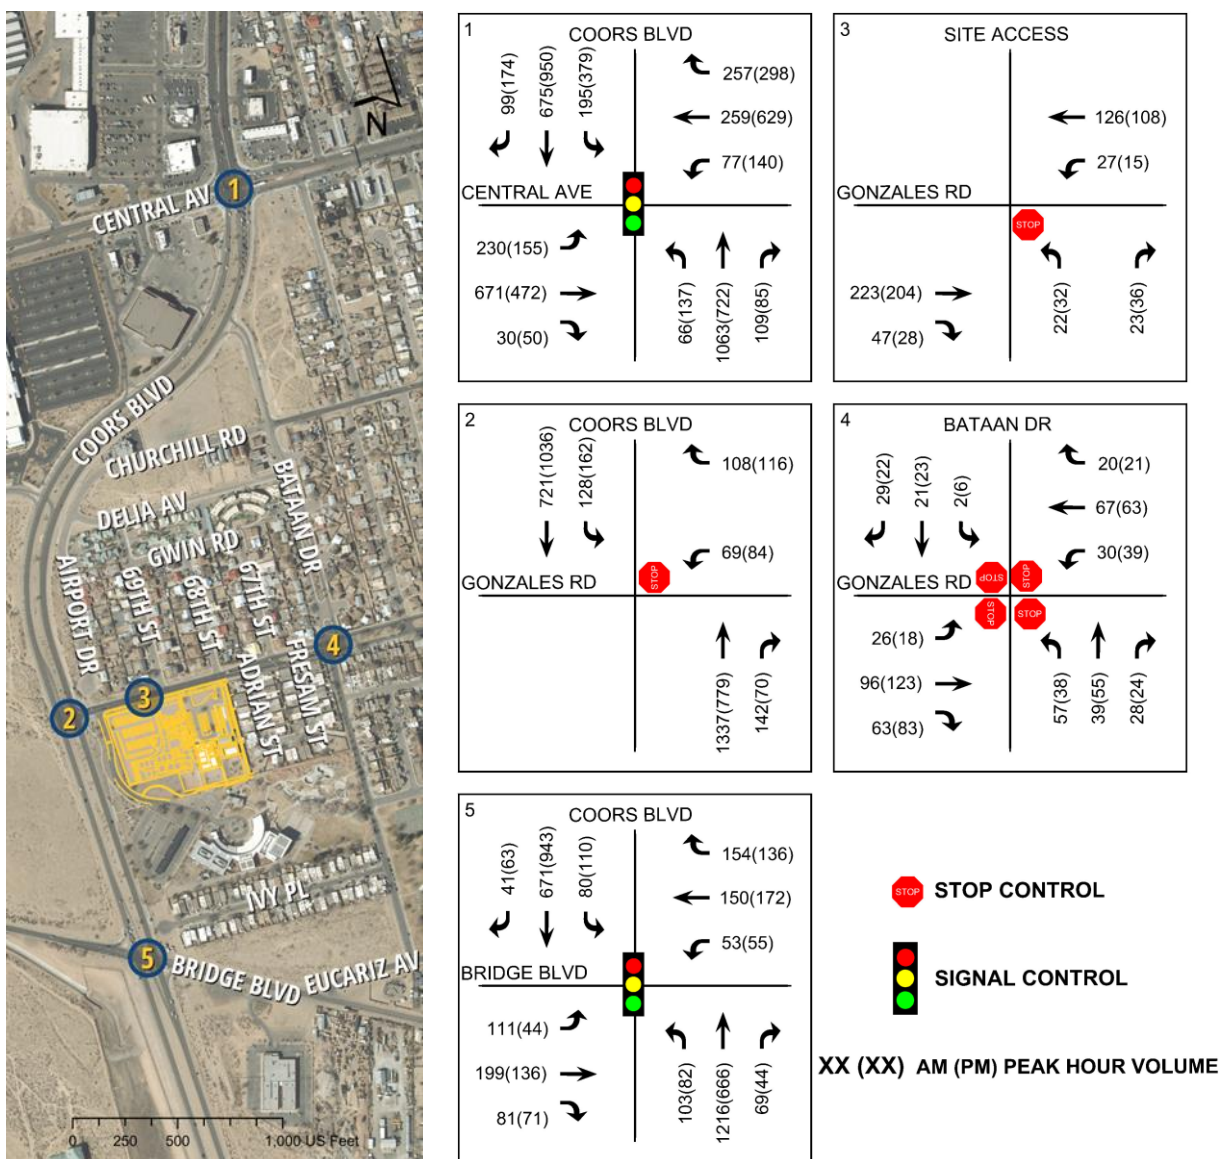 N
1
CENTRAL AV
COORS BLVD
CHURCHILL RD
DELIA AV
BATAAN DR
GWIN RD
AIRPORT DR
69TH ST
68TH ST
67TH ST
4
FRESAM ST
ADRIAN ST
3
2
IVY PL
5
BRIDGE BLVD
EUCARIZ AV
0 250 500 1,000 US Feet
1
COORS BLVD
99(174)
675(950)
195(379)
257(298)
259(629)
77(140)
CENTRAL AVE
230(155)
671(472)
30(50)
66(137)
1063(722)
109(85)
3
SITE ACCESS
126(108)
27(15)
GONZALES RD
STOP
223(204)
47(28)
22(32)
23(36)
2
COORS BLVD
721(1036)
128(162)
108(116)
69(84)
GONZALES RD
STOP
1337(779)
142(70)
4
BATAAN DR
29(22)
21(23)
2(6)
20(21)
67(63)
30(39)
GONZALES RD
STOP
STOP
STOP
STOP
26(18)
96(123)
63(83)
57(38)
39(55)
28(24)
5
COORS BLVD
41(63)
671(943)
80(110)
154(136)
150(172)
53(55)
BRIDGE BLVD
111(44)
199(136)
81(71)
103(82)
1216(666)
69(44)
STOP
STOP CONTROL
SIGNAL CONTROL
XX (XX) AM (PM) PEAK HOUR VOLUME